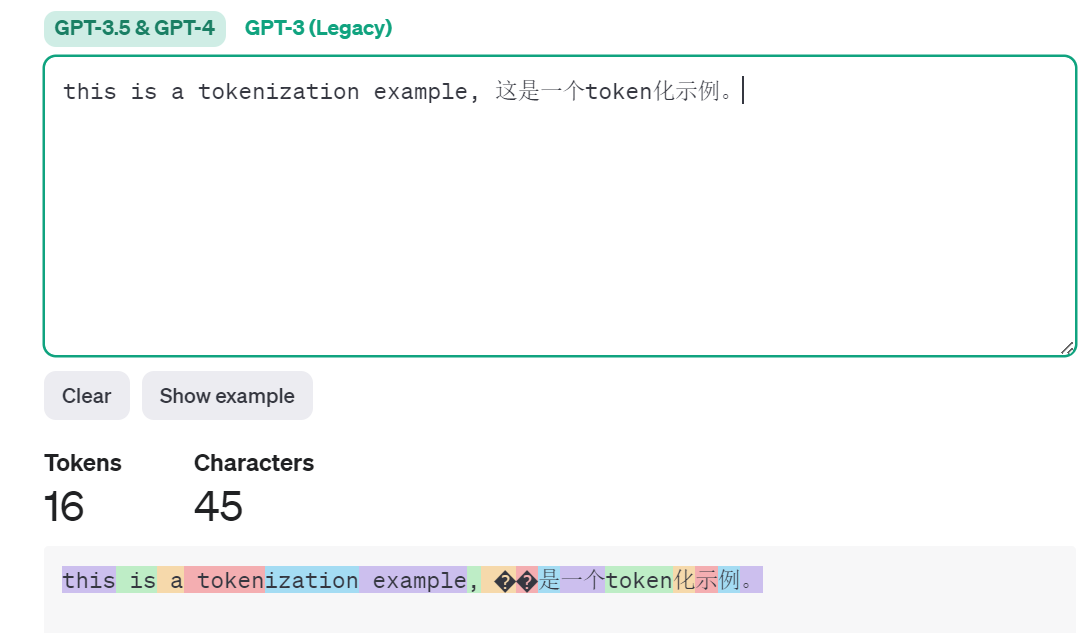 GPT-3.5 & GPT-4 GPT-3 (Legacy)
this is a tokenization example, 这是一个token化示例。
Clear Show example
Tokens Characters
16 45
this is a tokenization example, ��是一个token化示例。